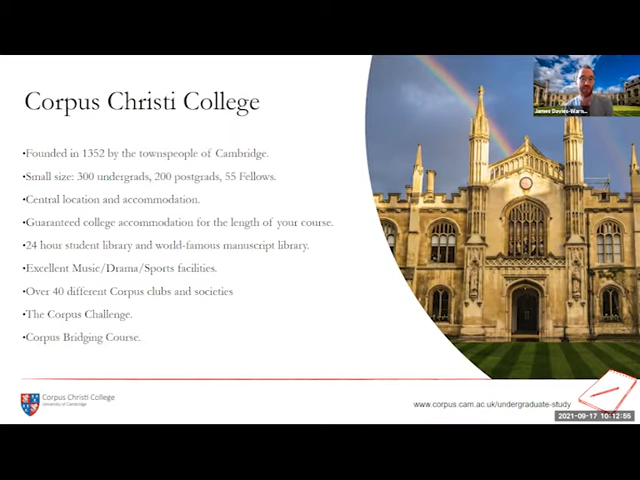 Corpus Christi College
•Founded in 1352 by the townspeople of Cambridge.
•Small size: 300 undergrads, 200 postgrads, 55 Fellows.
•Central location and accommodation.
•Guaranteed college accommodation for the length of your course.
•24 hour student library and world-famous manuscript library.
•Excellent Music/Drama/Sports facilities.
•Over 40 different Corpus clubs and societies
•The Corpus Challenge.
•Corpus Bridging Course.
James Davies-Warn...
Corpus Christi College
University of Cambridge
www.corpus.cam.ac.uk/undergraduate-study
2021-09-17 10:12:55